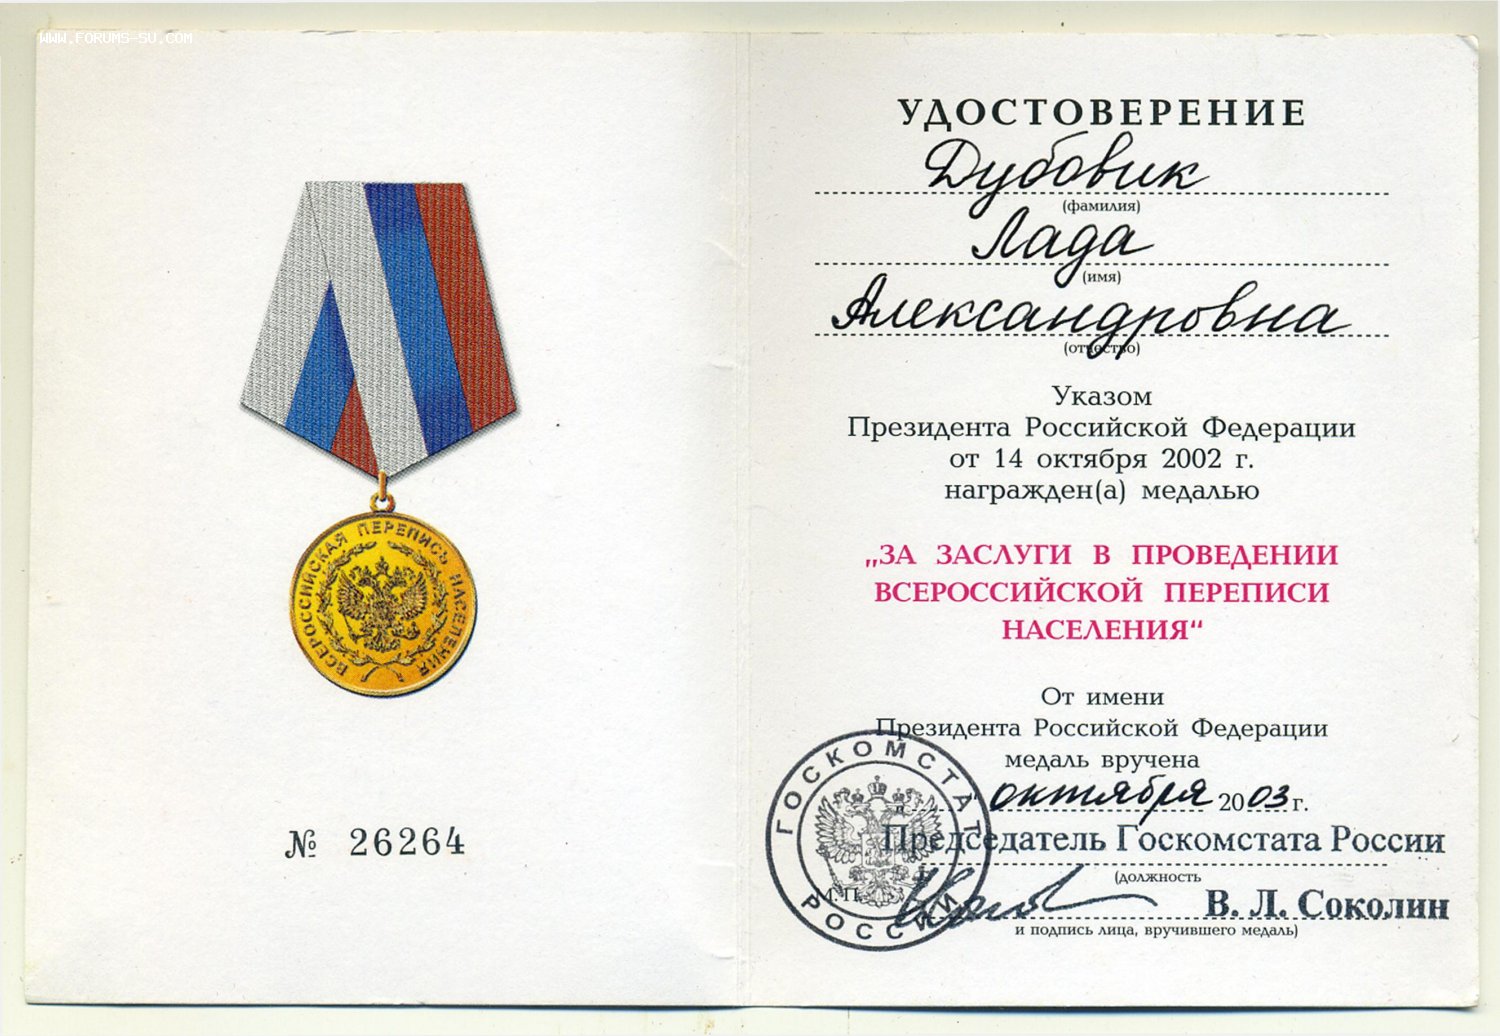 WWW.FORUMS-SU.COM
ВСЕРОССИЙСКАЯ ПЕРЕПИСЬ НАСЕЛЕНИЯ
№ 26264
УДОСТОВЕРЕНИЕ
Дубовик
(фамилия)
Лада
(имя)
Александровна
(отчество)
Указом
Президента Российской Федерации
от 14 октября 2002 г.
награжден(а) медалью
„ЗА ЗАСЛУГИ В ПРОВЕДЕНИИ
ВСЕРОССИЙСКОЙ ПЕРЕПИСИ
НАСЕЛЕНИЯ“
От имени
Президента Российской Федерации
медаль вручена
октября 2003 г.
Председатель Госкомстата России
(должность
М.П.
В. Л. Соколин
и подпись лица, вручившего медаль)
ГОСКОМСТАТ
РОССИИ